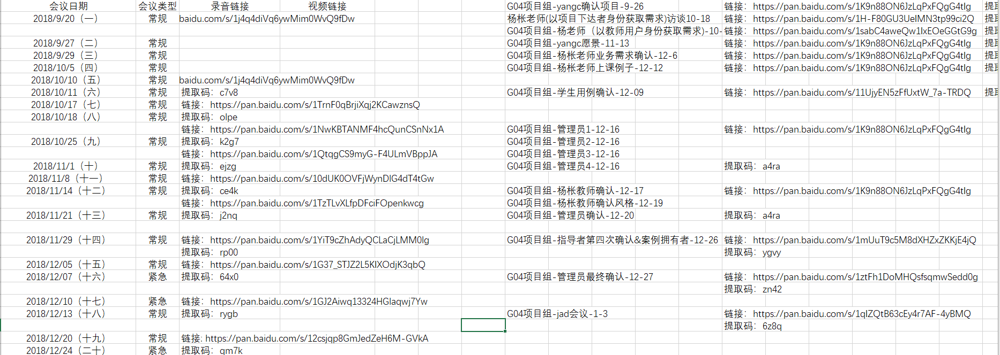 会议日期 会议类型 录音链接 视频链接 G04项目组-yangc确认项目-9-26 链接：https://pan.baidu.com/s/1K9n88ON6JzLqPxFQgG4tIg 提取
2018/9/20（一） 常规 baidu.com/s/1j4q4diVq6ywMim0WvQ9fDw 杨枨老师(以项目下达者身份获取需求)访谈10-18 链接：https://pan.baidu.com/s/1H-F80GU3UeIMN3tp99ci2Q 提取
G04项目组-杨老师（以教师用户身份获取需求)-10- 链接：https://pan.baidu.com/s/1sabC4aweQw1IxEOeGGtG9g 提取
2018/9/27（二） 常规 G04项目组-yangc愿景-11-13 链接：https://pan.baidu.com/s/1K9n88ON6JzLqPxFQgG4tIg 提取
2018/9/29（三） 常规 G04项目组-杨枨老师业务需求确认-12-6 链接：https://pan.baidu.com/s/1K9n88ON6JzLqPxFQgG4tIg 提取
2018/10/5（四） 常规 G04项目组-杨枨老师上课例子-12-12 链接：https://pan.baidu.com/s/1K9n88ON6JzLqPxFQgG4tIg 提取
2018/10/10（五） 常规 baidu.com/s/1j4q4diVq6ywMim0WvQ9fDw
2018/10/11（六） 常规 提取码：c7v8 G04项目组-学生用例确认-12-09 链接：https://pan.baidu.com/s/11UjyEN5zFfUxtW_7a-TRDQ 提取
2018/10/17（七） 常规 链接：https://pan.baidu.com/s/1TrnF0qBrjiXqj2KCawznsQ
2018/10/18（八） 常规 提取码：olpe
链接：https://pan.baidu.com/s/1NwKBTANMF4hcQunCSnNx1A G04项目组-管理员1-12-16 链接：https://pan.baidu.com/s/1K9n88ON6JzLqPxFQgG4tIg
2018/10/25（九） 常规 提取码：k2g7 G04项目组-管理员2-12-16
链接：https://pan.baidu.com/s/1QtqgCS9myG-F4ULmVBppJA G04项目组-管理员3-12-16
2018/11/1（十） 常规 提取码：ejzg G04项目组-管理员4-12-16 提取码：a4ra
2018/11/8（十一） 常规 链接：https://pan.baidu.com/s/10dUK0OVFjWynDlG4dT4tGw
2018/11/14（十二） 常规 提取码：ce4k G04项目组-杨枨教师确认-12-17 链接：https://pan.baidu.com/s/1K9n88ON6JzLqPxFQgG4tIg
链接：https://pan.baidu.com/s/1TzTLvXLfpDFciFOpenkwcg G04项目组-杨枨教师确认风格-12-19
2018/11/21（十三） 常规 提取码：j2nq G04项目组-管理员确认-12-20 提取码：a4ra
2018/11/29（十四） 常规 链接：https://pan.baidu.com/s/1YiT9cZhAdyQCLaCjLMM0lg G04项目组-指导者第四次确认&案例拥有者-12-26 链接：https://pan.baidu.com/s/1mUuT9c5M8dXHZxZKKjE4jQ
提取码：rp00 提取码：ygvy
2018/12/05（十五） 常规 链接：https://pan.baidu.com/s/1G37_STJZ2L5KIXOdjK3qbQ
2018/12/07（十六） 紧急 提取码：64x0 G04项目组-管理员最终确认-12-27 链接：https://pan.baidu.com/s/1ztFh1DoMHQsfsqmwSedd0g
提取码：zn42
2018/12/10（十七） 紧急 链接：https://pan.baidu.com/s/1GJ2Aiwq13324HGlaqwj7Yw
2018/12/13（十八） 常规 提取码：rygb G04项目组-jad会议-1-3 链接：https://pan.baidu.com/s/1qlZQtB63cEy4r7AF-4yBMQ
提取码：6z8q
2018/12/20（十九） 常规 链接: https://pan.baidu.com/s/12csjqp8GmJedZeH6M-GVkA
2018/12/24（二十） 紧急 提取码：qm7k